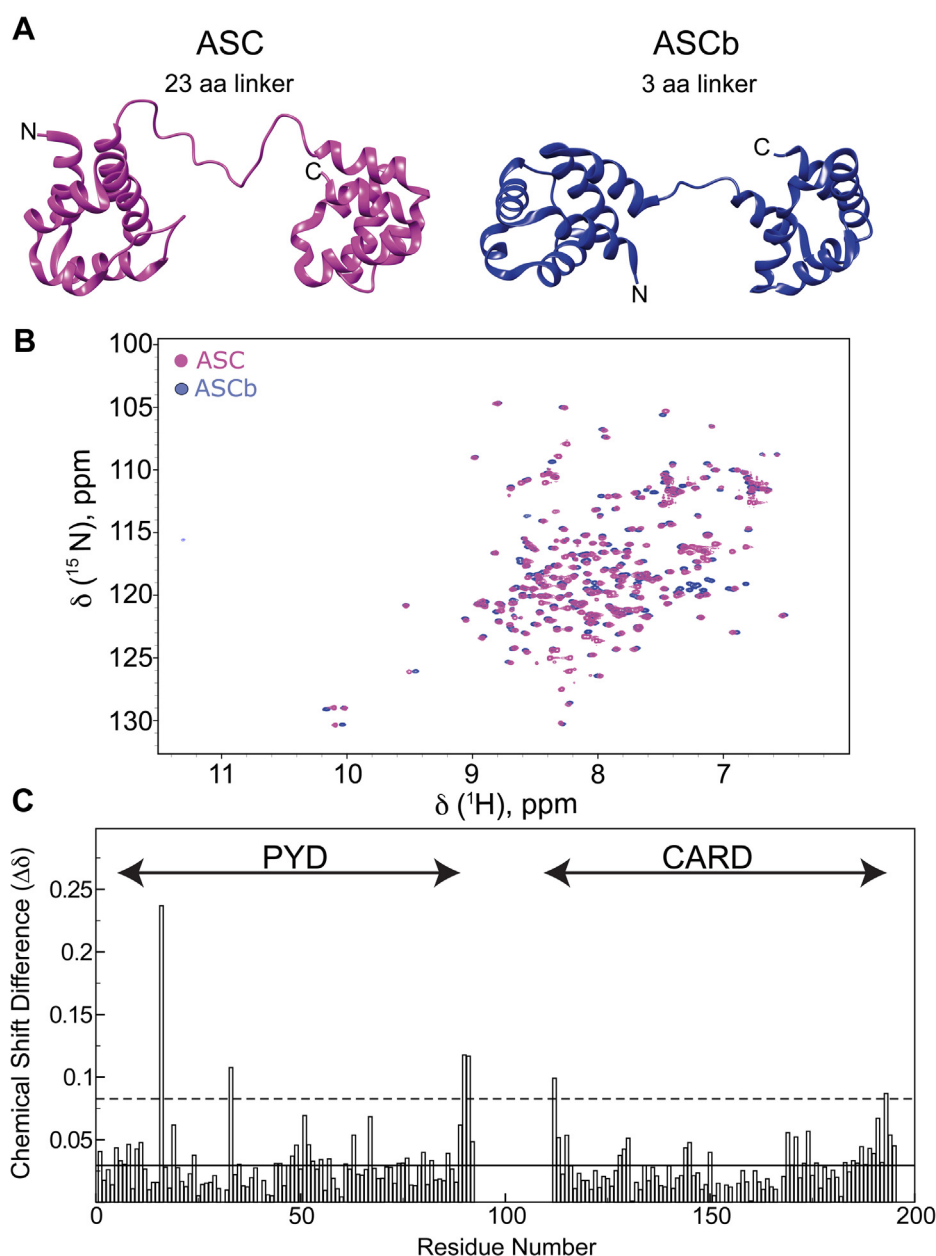 A
ASC
23 aa linker
ASCb
3 aa linker
N
C
C
N
B
ASC
ASCb
100
105
110
115
120
125
130
δ (¹⁵N), ppm
11 10 9 8 7
δ (¹H), ppm
C
PYD
CARD
0.25
0.2
0.15
0.1
0.05
Chemical Shift Difference (Δδ)
0 50 100 150 200
Residue Number